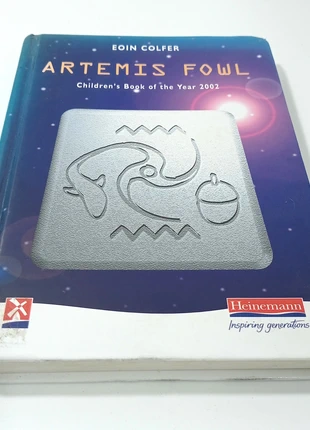 EOIN COLFER
ARTEMIS FOWL
Children's Book of the Year 2002
Heinemann
Inspiring generations